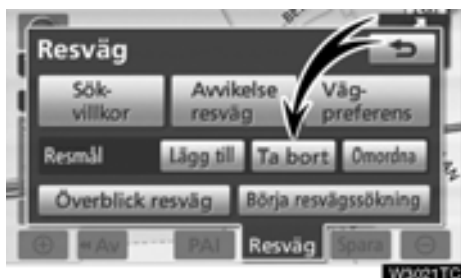 Resväg
Sök- Avvikelse Väg-
villkor resväg preferens
Resmål Lägg till Ta bort Omordna
Överblick resväg Börja resvägssökning
«Av PAI Resväg Spara
W3021TC